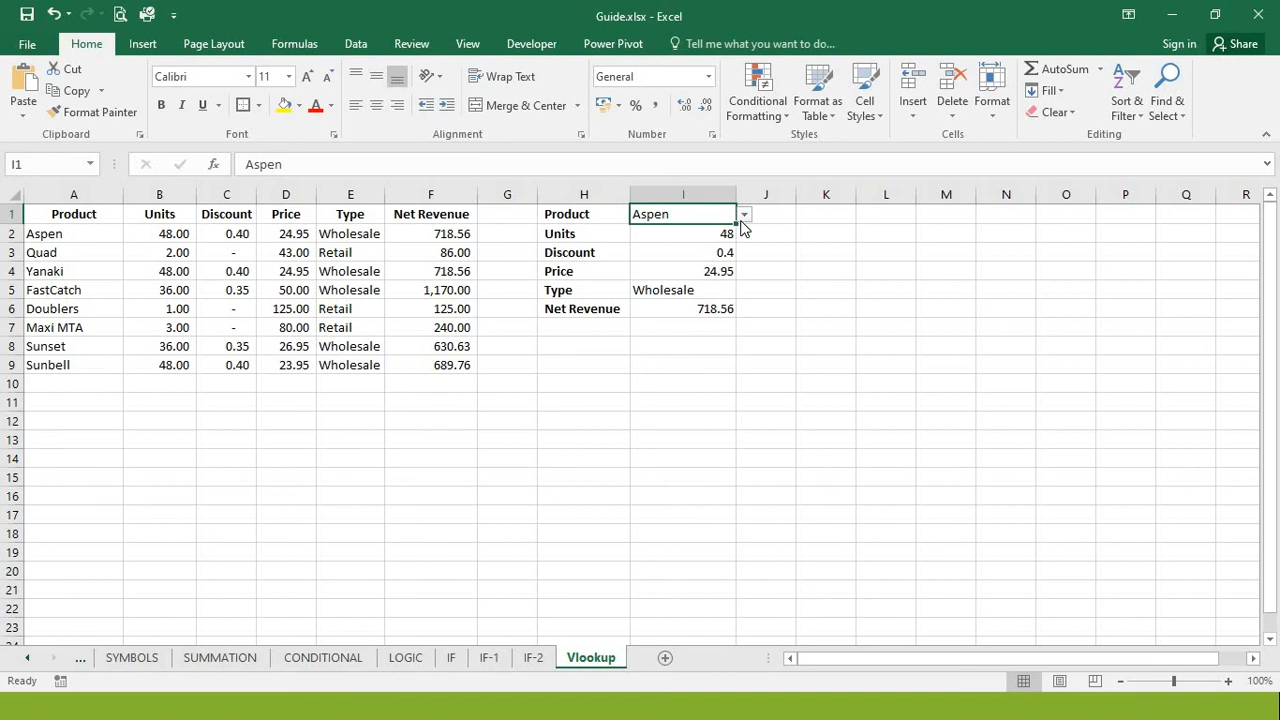 Guide.xlsx - Excel
File Home Insert Page Layout Formulas Data Review View Developer Power Pivot Tell me what you want to do... Sign in Share
Paste Cut Copy Format Painter Clipboard
Calibri 11 B I U A A A Font
Wrap Text Merge & Center Alignment
General % , Number
Conditional Formatting Format as Table Cell Styles Styles
Insert Delete Format Cells
AutoSum Fill Clear Sort & Filter Find & Select Editing
I1 fx Aspen
A B C D E F G H I J K L M N O P Q R
1 Product Units Discount Price Type Net Revenue Product Aspen
2 Aspen 48.00 0.40 24.95 Wholesale 718.56 Units 48
3 Quad 2.00 - 43.00 Retail 86.00 Discount 0.4
4 Yanaki 48.00 0.40 24.95 Wholesale 718.56 Price 24.95
5 FastCatch 36.00 0.35 50.00 Wholesale 1,170.00 Type Wholesale
6 Doublers 1.00 - 125.00 Retail 125.00 Net Revenue 718.56
7 Maxi MTA 3.00 - 80.00 Retail 240.00
8 Sunset 36.00 0.35 26.95 Wholesale 630.63
9 Sunbell 48.00 0.40 23.95 Wholesale 689.76
10
11
12
13
14
15
16
17
18
19
20
21
22
23
... SYMBOLS SUMMATION CONDITIONAL LOGIC IF IF-1 IF-2 Vlookup
Ready 100%